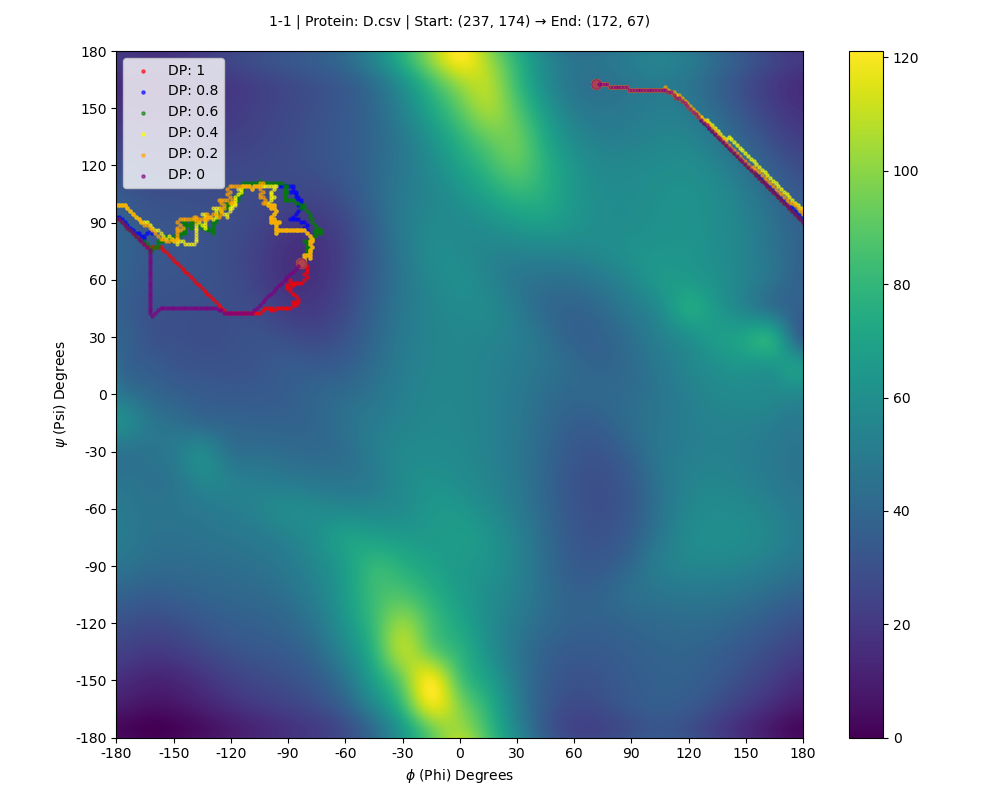 1-1 | Protein: D.csv | Start: (237, 174) → End: (172, 67)
DP: 1
DP: 0.8
DP: 0.6
DP: 0.4
DP: 0.2
DP: 0
180
150
120
90
60
30
0
-30
-60
-90
-120
-150
-180
ψ (Psi) Degrees
-180 -150 -120 -90 -60 -30 0 30 60 90 120 150 180
ϕ (Phi) Degrees
120
100
80
60
40
20
0